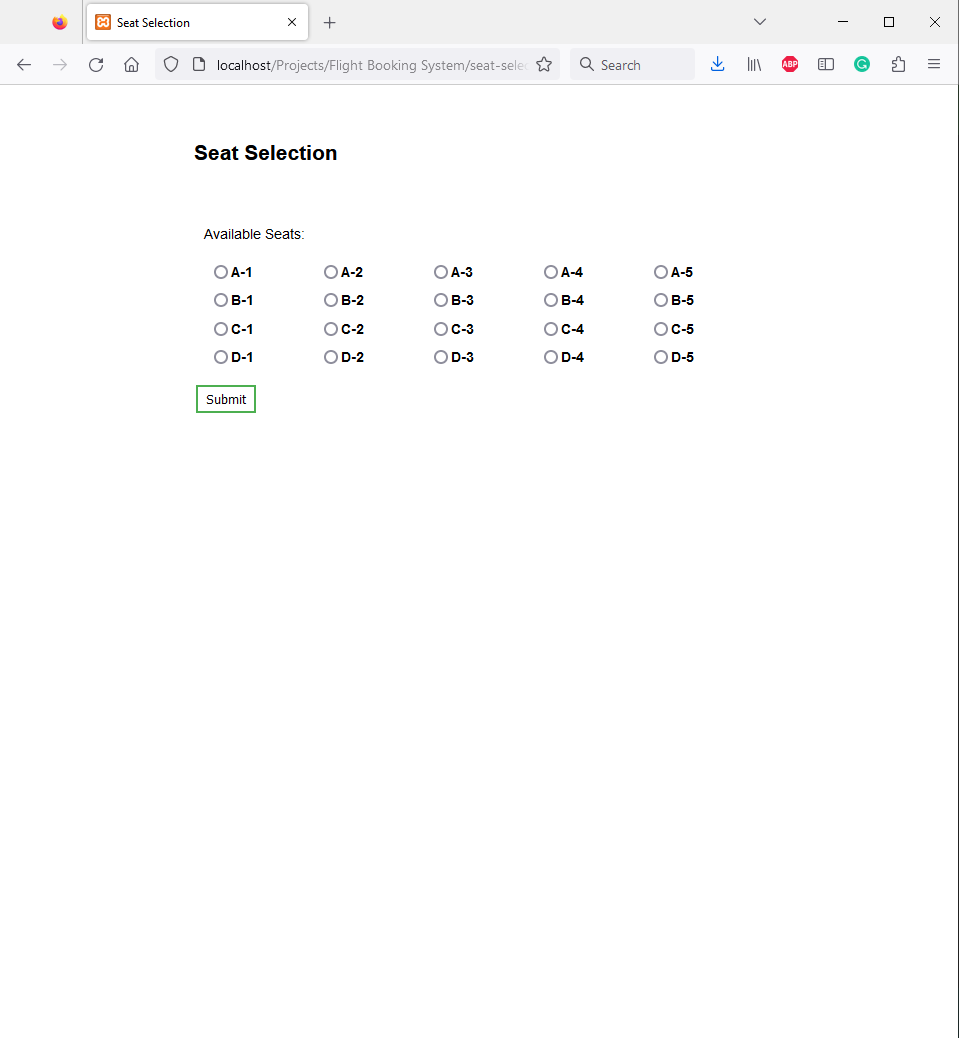 Seat Selection
localhost/Projects/Flight Booking System/seat-selec
Search
ABP
Seat Selection
Available Seats:
A-1 A-2 A-3 A-4 A-5
B-1 B-2 B-3 B-4 B-5
C-1 C-2 C-3 C-4 C-5
D-1 D-2 D-3 D-4 D-5
Submit